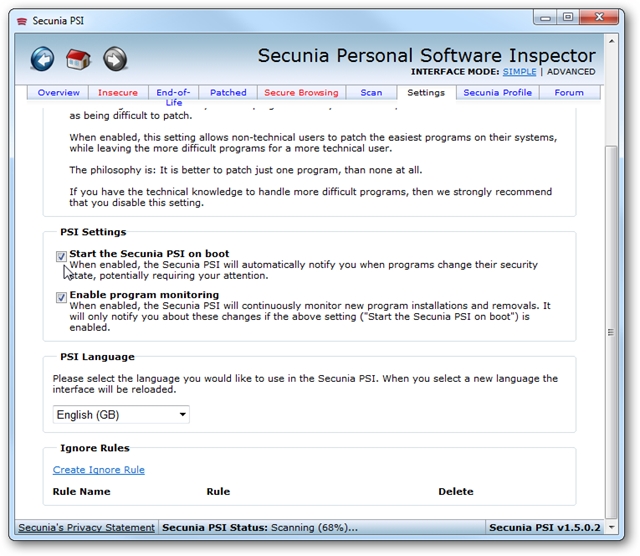 Secunia PSI
Secunia Personal Software Inspector
INTERFACE MODE: SIMPLE | ADVANCED
Overview
Insecure
End-of-
Life
Patched
Secure Browsing
Scan
Settings
Secunia Profile
Forum
as being difficult to patch.
When enabled, this setting allows non-technical users to patch the easiest programs on their systems,
while leaving the more difficult programs for a more technical user.
The philosophy is: It is better to patch just one program, than none at all.
If you have the technical knowledge to handle more difficult programs, then we strongly recommend
that you disable this setting.
PSI Settings
Start the Secunia PSI on boot
When enabled, the Secunia PSI will automatically notify you when programs change their security
state, potentially requiring your attention.
Enable program monitoring
When enabled, the Secunia PSI will continuously monitor new program installations and removals. It
will only notify you about these changes if the above setting ("Start the Secunia PSI on boot") is
enabled.
PSI Language
Please select the language you would like to use in the Secunia PSI. When you select a new language the
interface will be reloaded.
English (GB)
Ignore Rules
Create Ignore Rule
Rule Name Rule Delete
Secunia's Privacy Statement Secunia PSI Status: Scanning (68%)... Secunia PSI v1.5.0.2